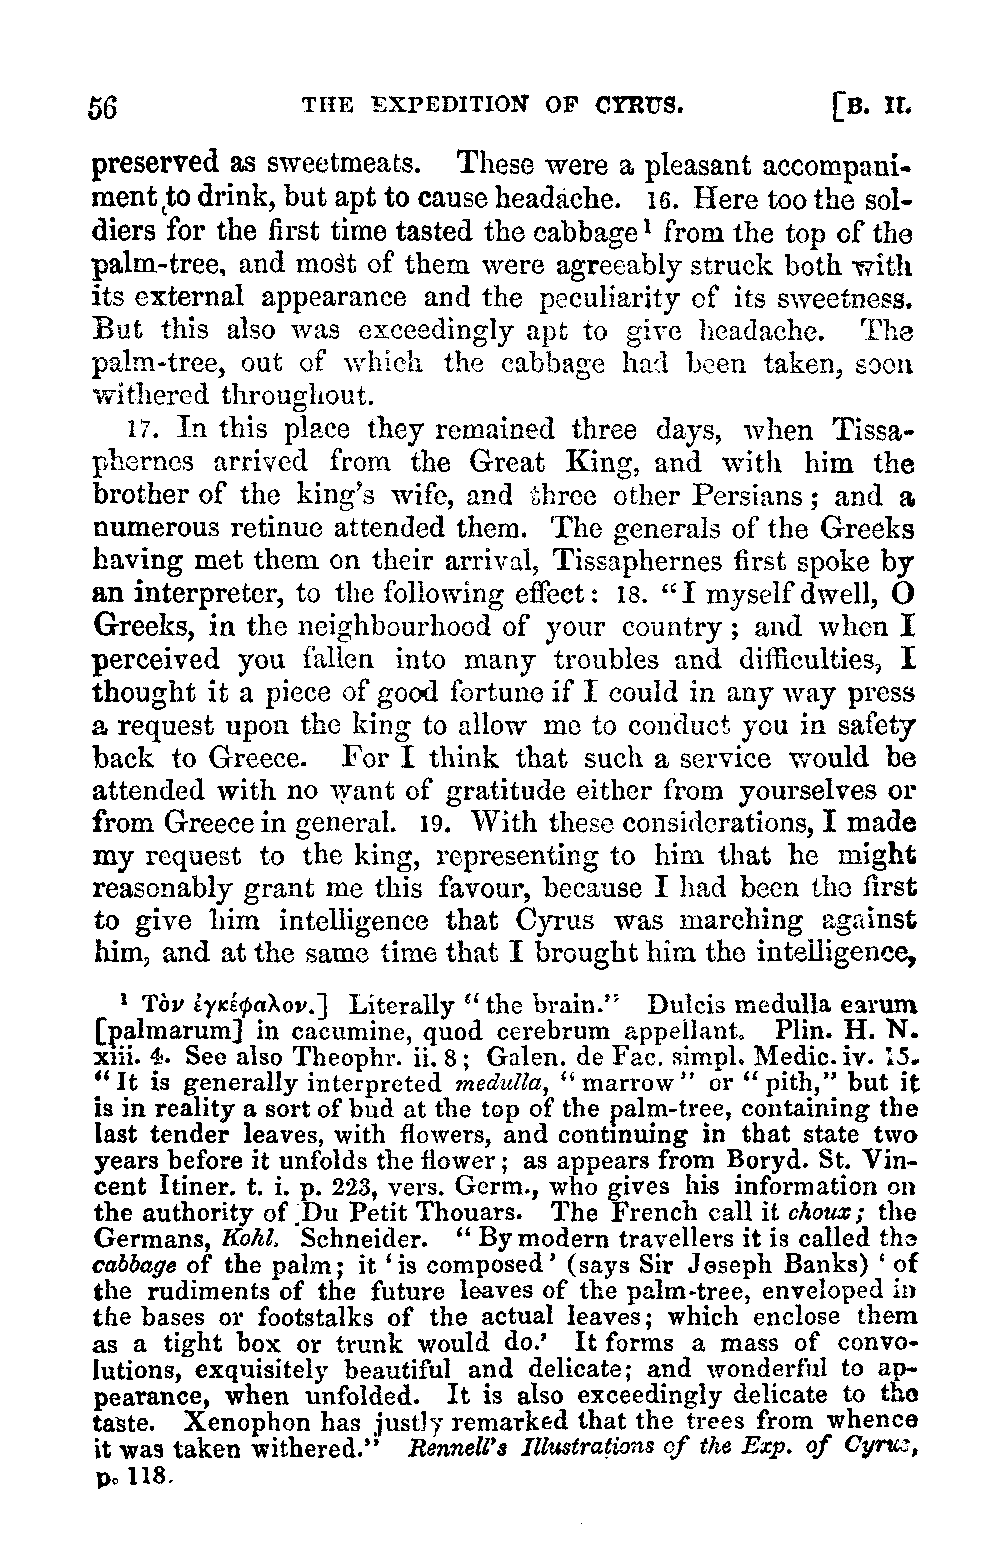 56 THE EXPEDITION OF CYRUS. [B. II.
preserved as sweetmeats. These were a pleasant accompani-
ment to drink, but apt to cause headache. 16. Here too the sol-
diers for the first time tasted the cabbage¹ from the top of the
palm-tree, and most of them were agreeably struck both with
its external appearance and the peculiarity of its sweetness.
But this also was exceedingly apt to give headache. The
palm-tree, out of which the cabbage had been taken, soon
withered throughout.
17. In this place they remained three days, when Tissa-
phernes arrived from the Great King, and with him the
brother of the king's wife, and three other Persians; and a
numerous retinue attended them. The generals of the Greeks
having met them on their arrival, Tissaphernes first spoke by
an interpreter, to the following effect: 18. "I myself dwell, O
Greeks, in the neighbourhood of your country; and when I
perceived you fallen into many troubles and difficulties, I
thought it a piece of good fortune if I could in any way press
a request upon the king to allow me to conduct you in safety
back to Greece. For I think that such a service would be
attended with no want of gratitude either from yourselves or
from Greece in general. 19. With these considerations, I made
my request to the king, representing to him that he might
reasonably grant me this favour, because I had been the first
to give him intelligence that Cyrus was marching against
him, and at the same time that I brought him the intelligence,
¹ Τὸν ἐγκέφαλον.] Literally "the brain." Dulcis medulla earum
[palmarum] in cacumine, quod cerebrum appellant. Plin. H. N.
xiii. 4. See also Theophr. ii. 8; Galen. de Fac. simpl. Medic. iv. 15.
"It is generally interpreted medulla, "marrow" or "pith," but it
is in reality a sort of bud at the top of the palm-tree, containing the
last tender leaves, with flowers, and continuing in that state two
years before it unfolds the flower; as appears from Boryd. St. Vin-
cent Itiner. t. i. p. 223, vers. Germ., who gives his information on
the authority of Du Petit Thouars. The French call it choux; the
Germans, Kohl. Schneider. "By modern travellers it is called the
cabbage of the palm; it 'is composed' (says Sir Joseph Banks) 'of
the rudiments of the future leaves of the palm-tree, enveloped in
the bases or footstalks of the actual leaves; which enclose them
as a tight box or trunk would do.' It forms a mass of convo-
lutions, exquisitely beautiful and delicate; and wonderful to ap-
pearance, when unfolded. It is also exceedingly delicate to the
taste. Xenophon has justly remarked that the trees from whence
it was taken withered." Rennell's Illustrations of the Exp. of Cyrus,
p. 118.